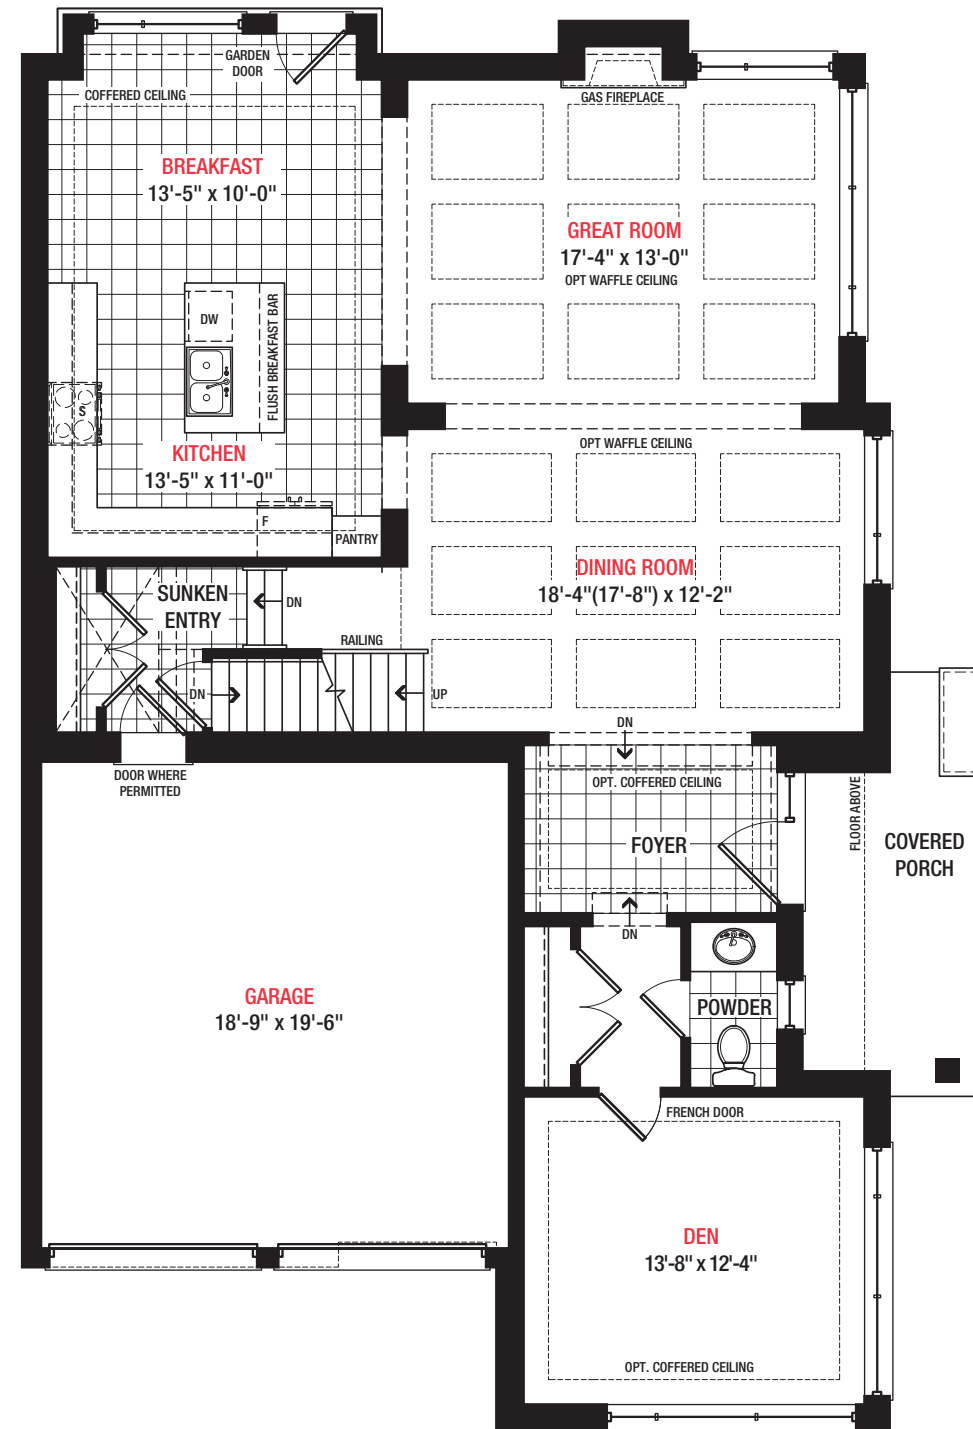 GARDEN
DOOR
COFFERED CEILING
GAS FIREPLACE
BREAKFAST
13'-5" x 10'-0"
GREAT ROOM
17'-4" x 13'-0"
OPT WAFFLE CEILING
DW
FLUSH BREAKFAST BAR
S
KITCHEN
13'-5" x 11'-0"
OPT WAFFLE CEILING
F
PANTRY
DINING ROOM
18'-4"(17'-8") x 12'-2"
SUNKEN
ENTRY
DN
RAILING
DN
UP
DN
DOOR WHERE
PERMITTED
OPT. COFFERED CEILING
FOYER
FLOOR ABOVE
COVERED
PORCH
DN
GARAGE
18'-9" x 19'-6"
POWDER
FRENCH DOOR
DEN
13'-8" x 12'-4"
OPT. COFFERED CEILING